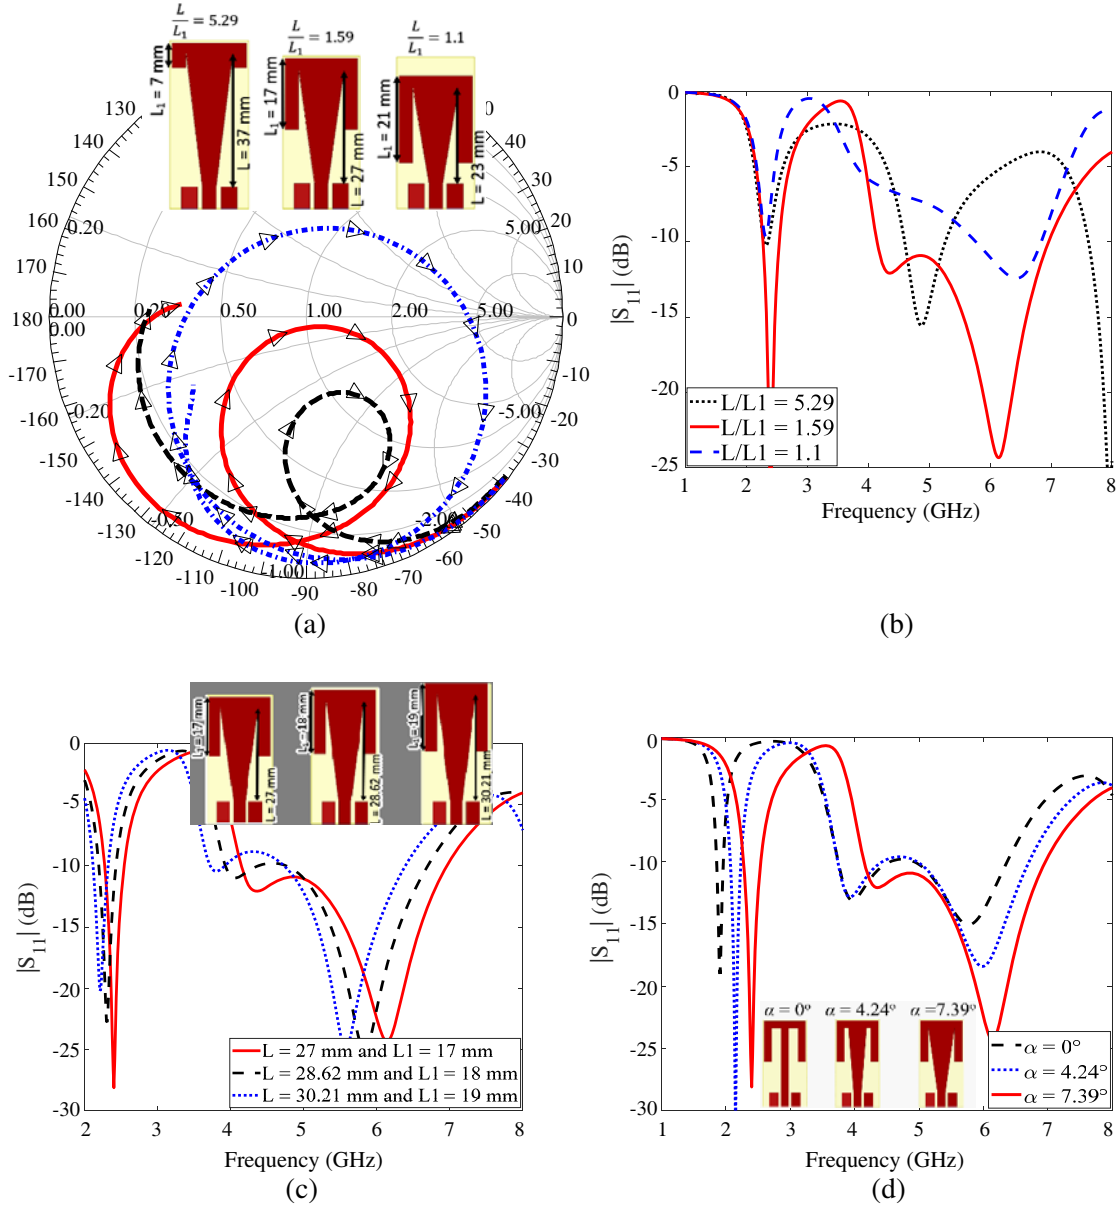 L/L₁ = 5.29
L/L₁ = 1.59
L/L₁ = 1.1
L₁ = 7 mm
L = 37 mm
L₁ = 17 mm
L = 27 mm
L₁ = 21 mm
L = 23 mm
130
140
150
160
170
180
-170
-160
-150
-140
-130
-120
-110
-100
-90
-80
-70
-60
-50
-40
-30
-10
0
10
20
30
40
0
0.20
5.00
0.00
0.20
0.50
1.00
2.00
5.00
0.00
-0.20
-5.00
-0.50
-2.00
-1.00
(a)
0
-5
-10
-15
-20
-25
|S₁₁| (dB)
L/L1 = 5.29
L/L1 = 1.59
L/L1 = 1.1
1 2 3 4 5 6 7 8
Frequency (GHz)
(b)
L₁ = 17 mm
L = 27 mm
L₁ = 18 mm
L = 28.62 mm
L₁ = 19 mm
L = 30.21 mm
0
-5
-10
-15
-20
-25
-30
|S₁₁| (dB)
L = 27 mm and L1 = 17 mm
L = 28.62 mm and L1 = 18 mm
L = 30.21 mm and L1 = 19 mm
2 3 4 5 6 7 8
Frequency (GHz)
(c)
0
-5
-10
-15
-20
-25
-30
|S₁₁| (dB)
α = 0° α = 4.24° α =7.39°
α = 0°
α = 4.24°
α = 7.39°
1 2 3 4 5 6 7 8
Frequency (GHz)
(d)